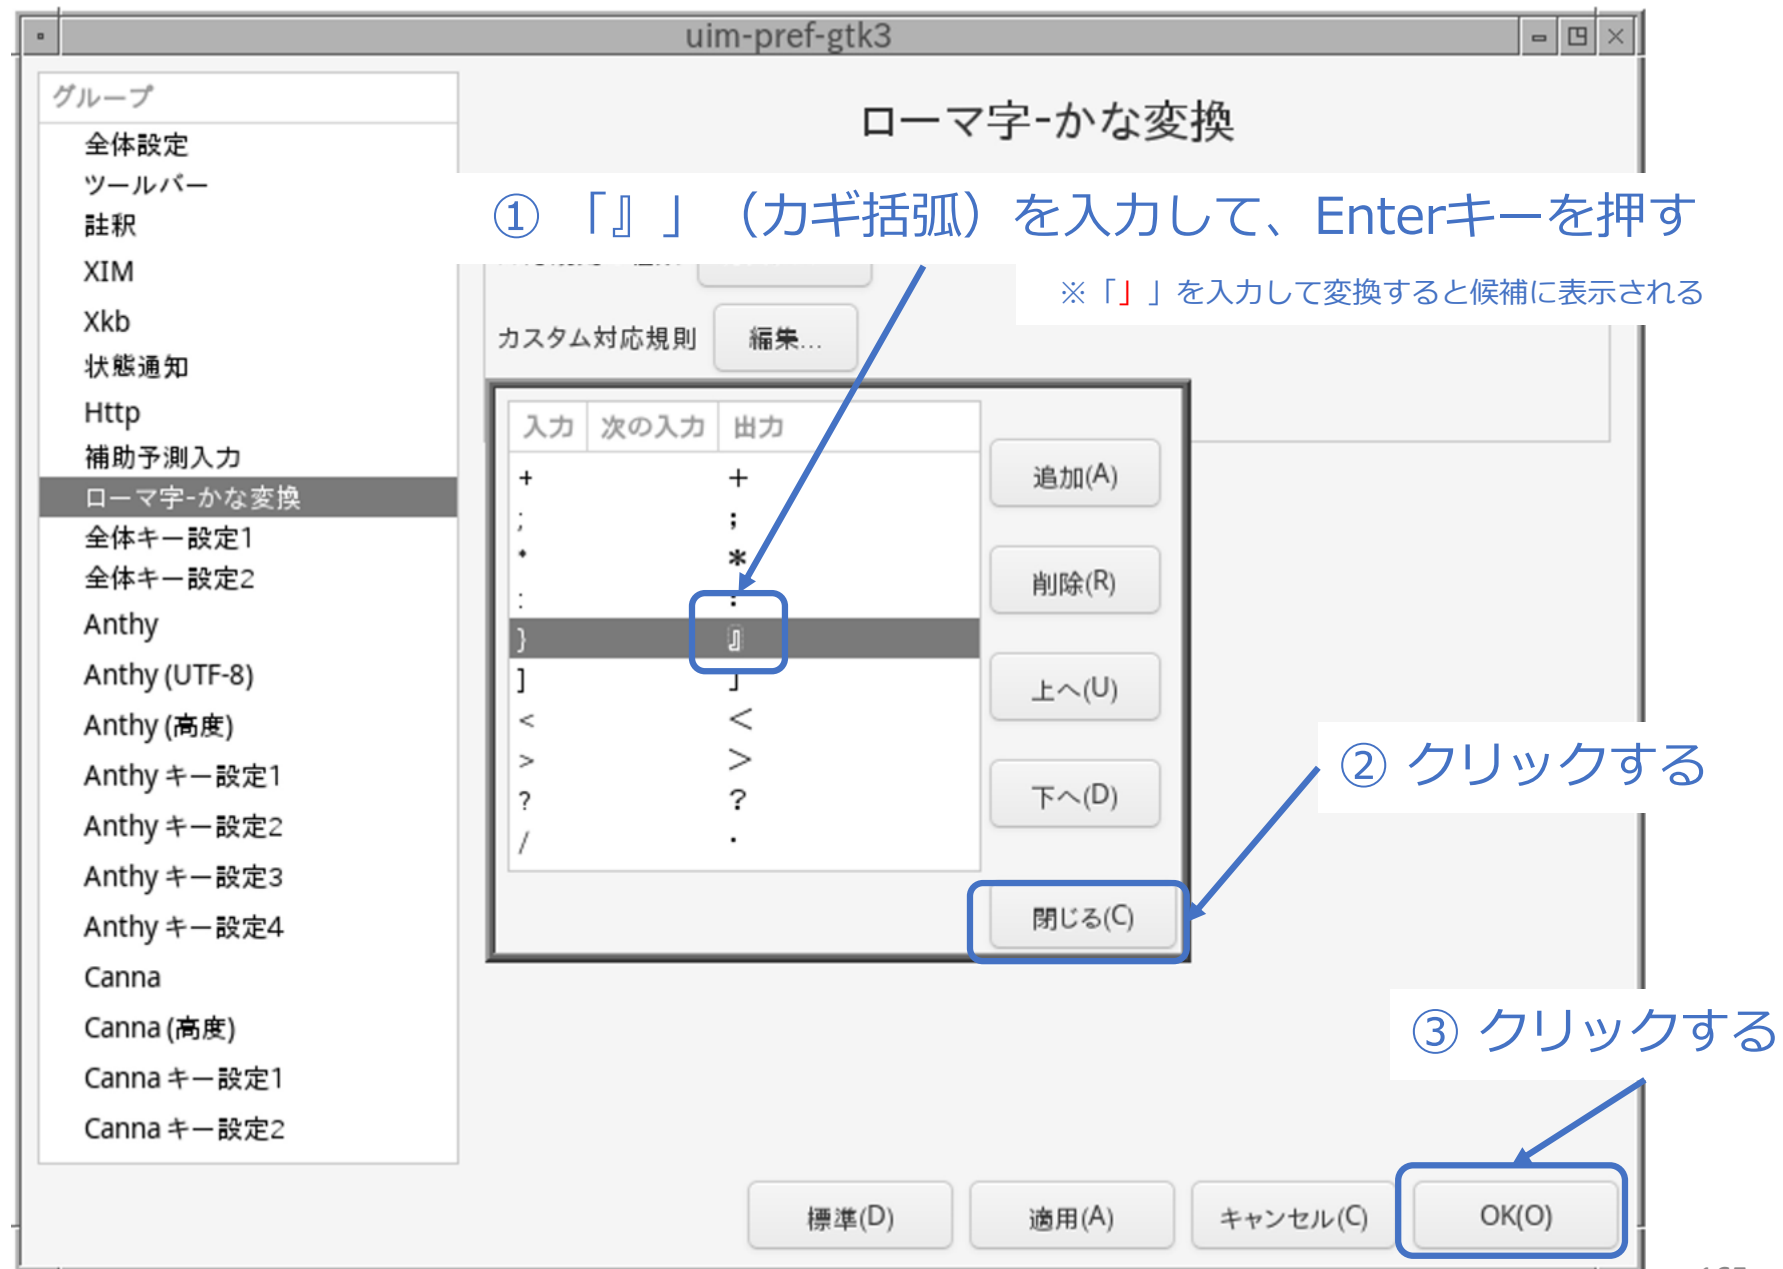 uim-pref-gtk3
グループ
全体設定
ツールバー
註釈
XIM
Xkb
状態通知
Http
補助予測入力
ローマ字-かな変換
全体キー設定1
全体キー設定2
Anthy
Anthy (UTF-8)
Anthy (高度)
Anthy キー設定1
Anthy キー設定2
Anthy キー設定3
Anthy キー設定4
Canna
Canna (高度)
Canna キー設定1
Canna キー設定2
ローマ字-かな変換
① 「』」（カギ括弧）を入力して、Enterキーを押す
※「」」を入力して変換すると候補に表示される
カスタム対応規則 編集...
入力 次の入力 出力
+ ＋
; ；
* ＊
: ：
} 』
] 」
< ＜
> ＞
? ？
/ ・
追加(A)
削除(R)
上へ(U)
下へ(D)
閉じる(C)
② クリックする
③ クリックする
標準(D) 適用(A) キャンセル(C) OK(O)